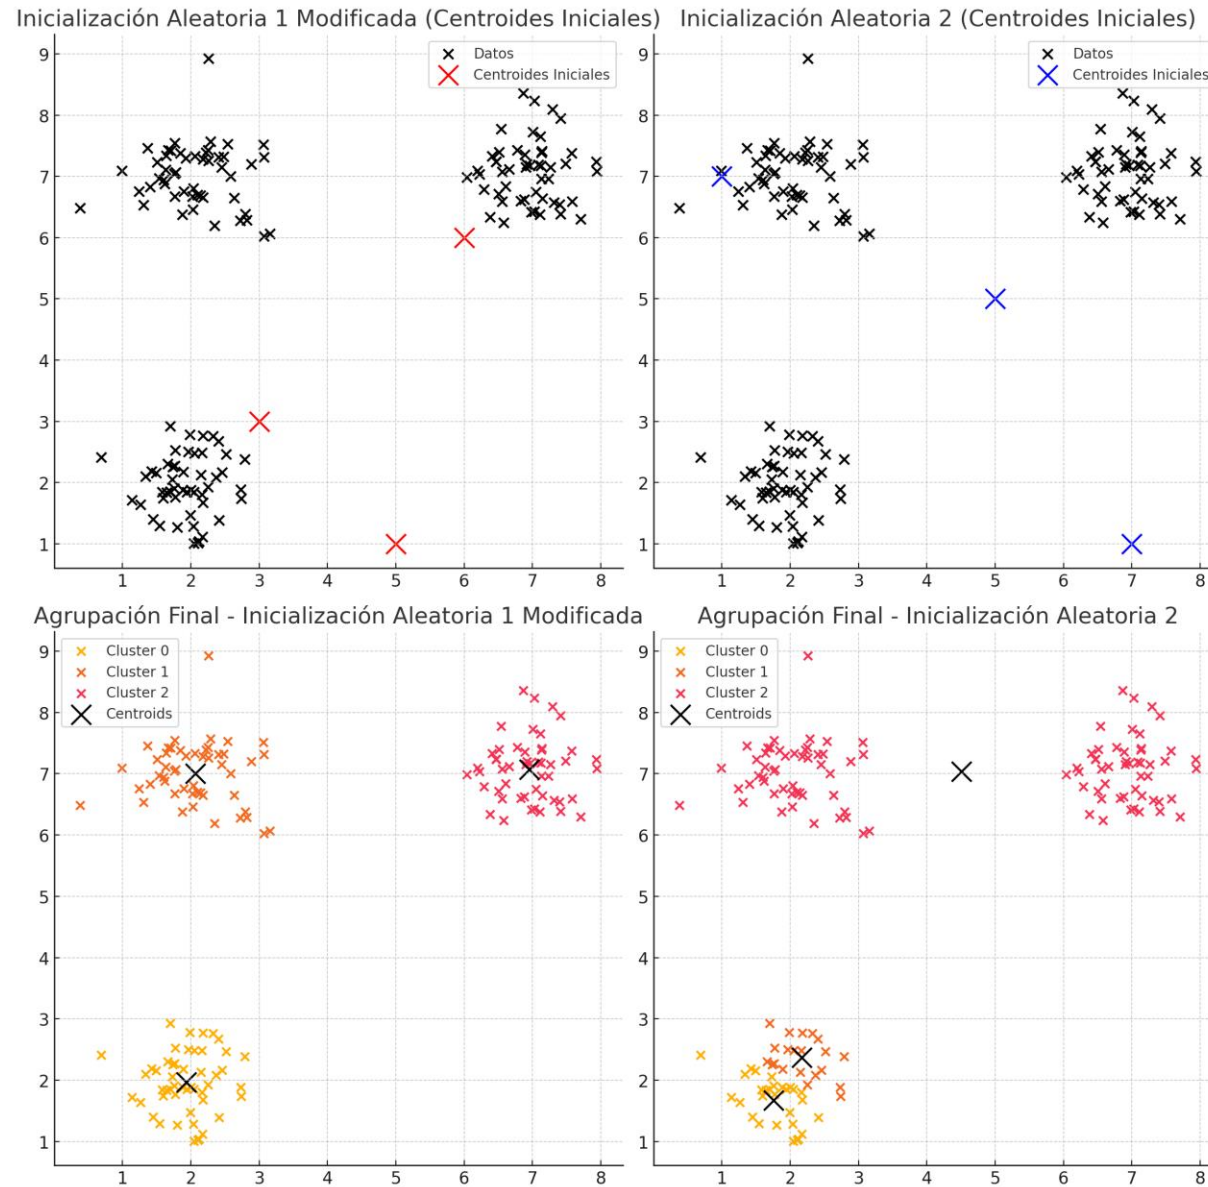 Inicialización Aleatoria 1 Modificada (Centroides Iniciales)
Datos
Centroides Iniciales
9
8
7
6
5
4
3
2
1
1 2 3 4 5 6 7 8
Inicialización Aleatoria 2 (Centroides Iniciales)
Datos
Centroides Iniciales
9
8
7
6
5
4
3
2
1
1 2 3 4 5 6 7 8
Agrupación Final - Inicialización Aleatoria 1 Modificada
Cluster 0
Cluster 1
Cluster 2
Centroids
9
8
7
6
5
4
3
2
1
1 2 3 4 5 6 7 8
Agrupación Final - Inicialización Aleatoria 2
Cluster 0
Cluster 1
Cluster 2
Centroids
9
8
7
6
5
4
3
2
1
1 2 3 4 5 6 7 8